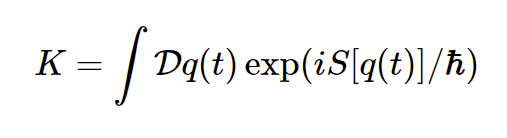 K = ∫ 𝒟q(t) exp(iS[q(t)]/ℏ)